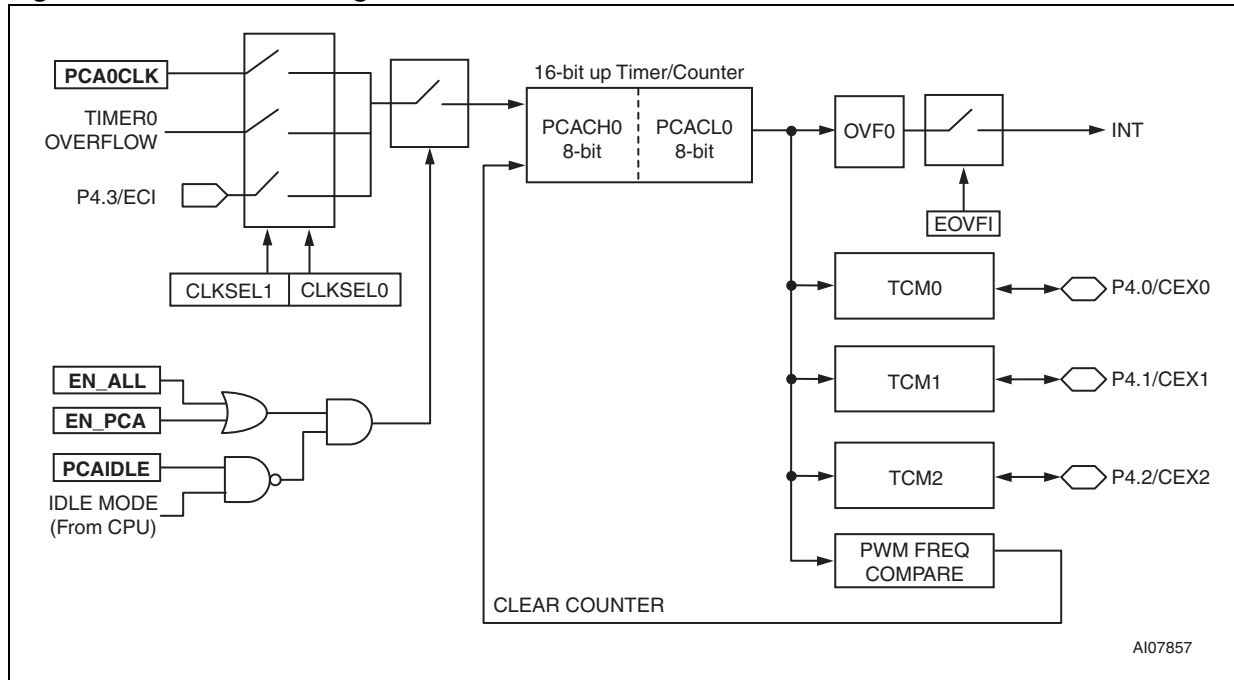 PCA0CLK
TIMER0
OVERFLOW
P4.3/ECI
CLKSEL1
CLKSEL0
16-bit up Timer/Counter
PCACH0
8-bit
PCACL0
8-bit
OVF0
INT
EOVFI
TCM0
P4.0/CEX0
TCM1
P4.1/CEX1
TCM2
P4.2/CEX2
PWM FREQ
COMPARE
CLEAR COUNTER
EN_ALL
EN_PCA
PCAIDLE
IDLE MODE
(From CPU)
AI07857